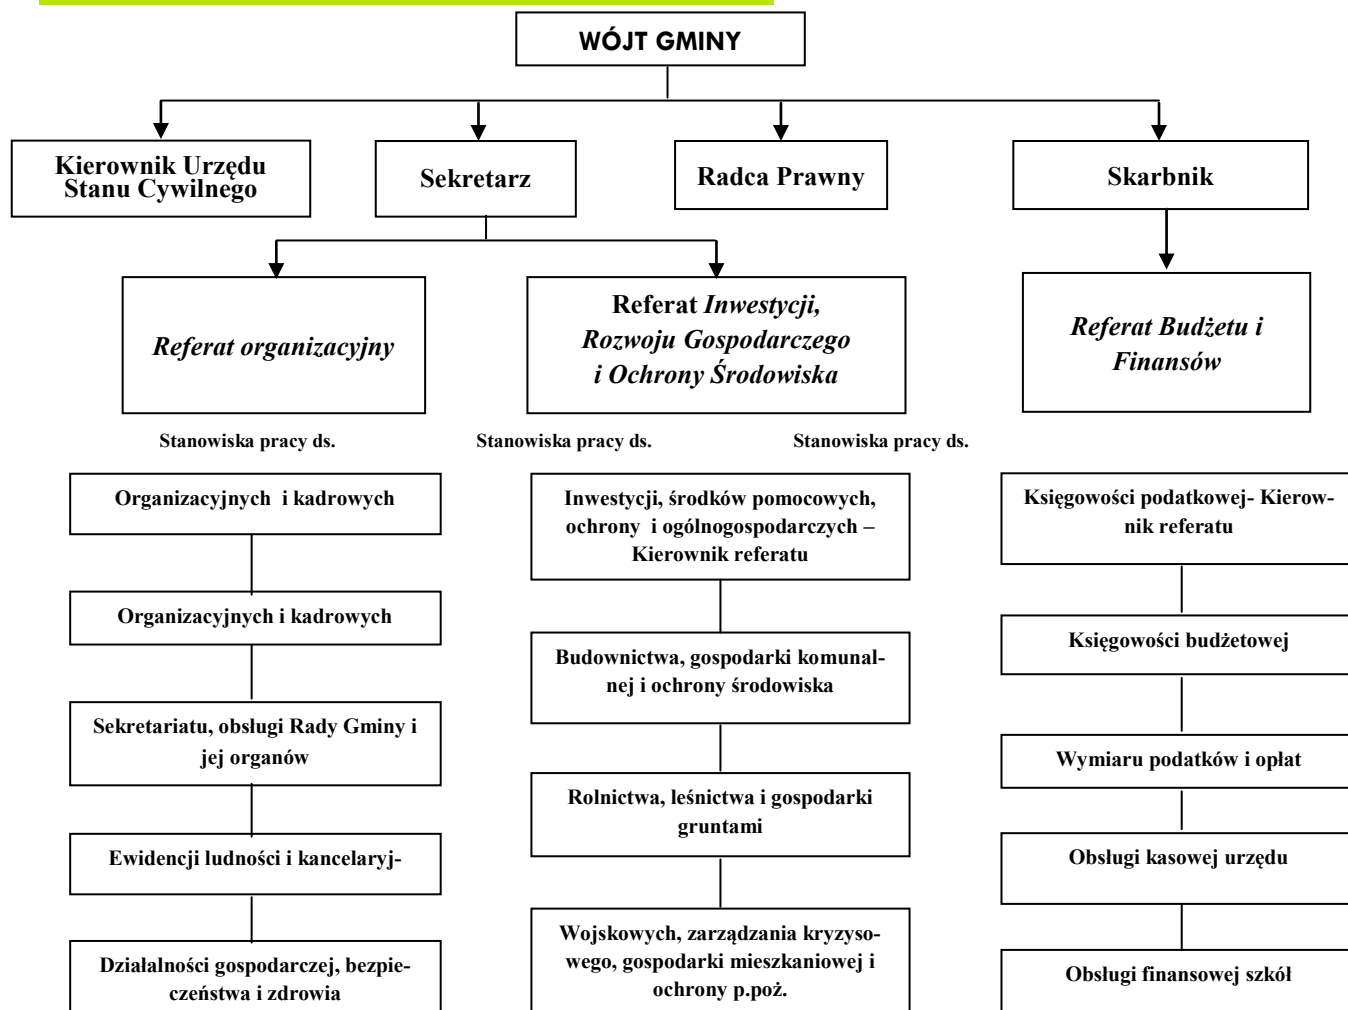 WÓJT GMINY
Kierownik Urzędu
Stanu Cywilnego
Sekretarz
Radca Prawny
Skarbnik
Referat organizacyjny
Referat Inwestycji,
Rozwoju Gospodarczego
i Ochrony Środowiska
Referat Budżetu i
Finansów
Stanowiska pracy ds.
Stanowiska pracy ds.
Stanowiska pracy ds.
Organizacyjnych i kadrowych
Organizacyjnych i kadrowych
Sekretariatu, obsługi Rady Gminy i
jej organów
Ewidencji ludności i kancelaryj-
Działalności gospodarczej, bezpie-
czeństwa i zdrowia
Inwestycji, środków pomocowych,
ochrony i ogólnogospodarczych –
Kierownik referatu
Budownictwa, gospodarki komunal-
nej i ochrony środowiska
Rolnictwa, leśnictwa i gospodarki
gruntami
Wojskowych, zarządzania kryzyso-
wego, gospodarki mieszkaniowej i
ochrony p.poż.
Księgowości podatkowej- Kierow-
nik referatu
Księgowości budżetowej
Wymiaru podatków i opłat
Obsługi kasowej urzędu
Obsługi finansowej szkół